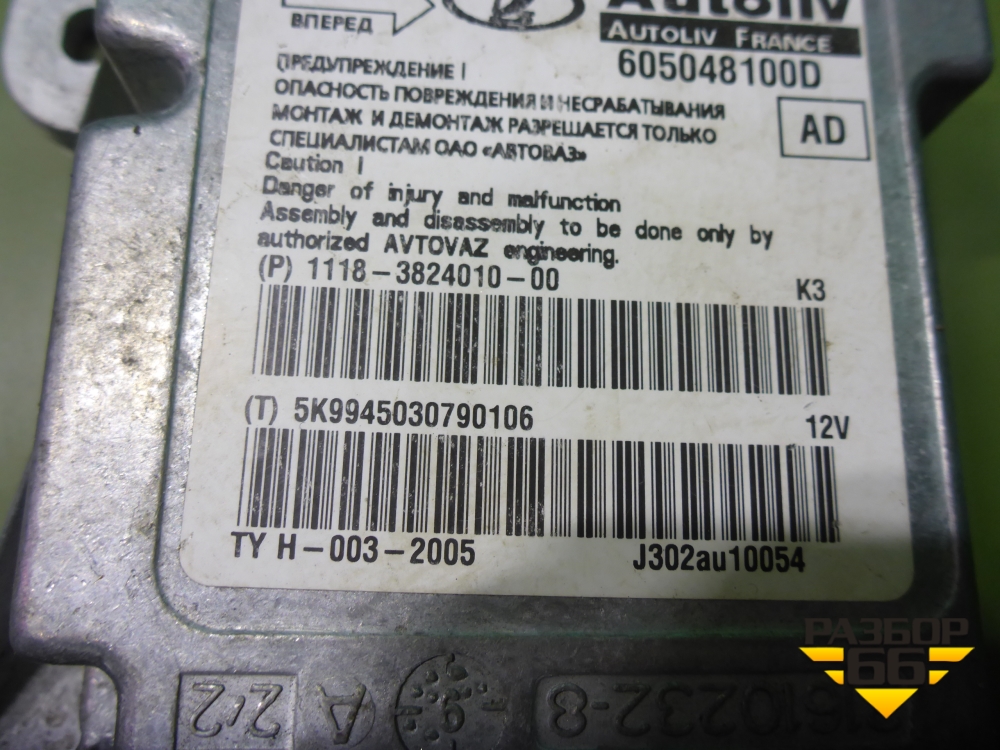 ВПЕРЕД
Autoliv
AUTOLIV FRANCE
605048100D
ПРЕДУПРЕЖДЕНИЕ !
ОПАСНОСТЬ ПОВРЕЖДЕНИЯ И НЕСРАБАТЫВАНИЯ
МОНТАЖ И ДЕМОНТАЖ РАЗРЕШАЕТСЯ ТОЛЬКО
СПЕЦИАЛИСТАМ ОАО «АВТОВАЗ»
AD
Caution !
Danger of injury and malfunction
Assembly and disassembly to be done only by
authorized AVTOVAZ engineering.
(P) 1118-3824010-00
K3
(T) 5K9945030790106
12V
TY H-003-2005
J302au10054
2/2
A
610232-8
РАЗБОР
66